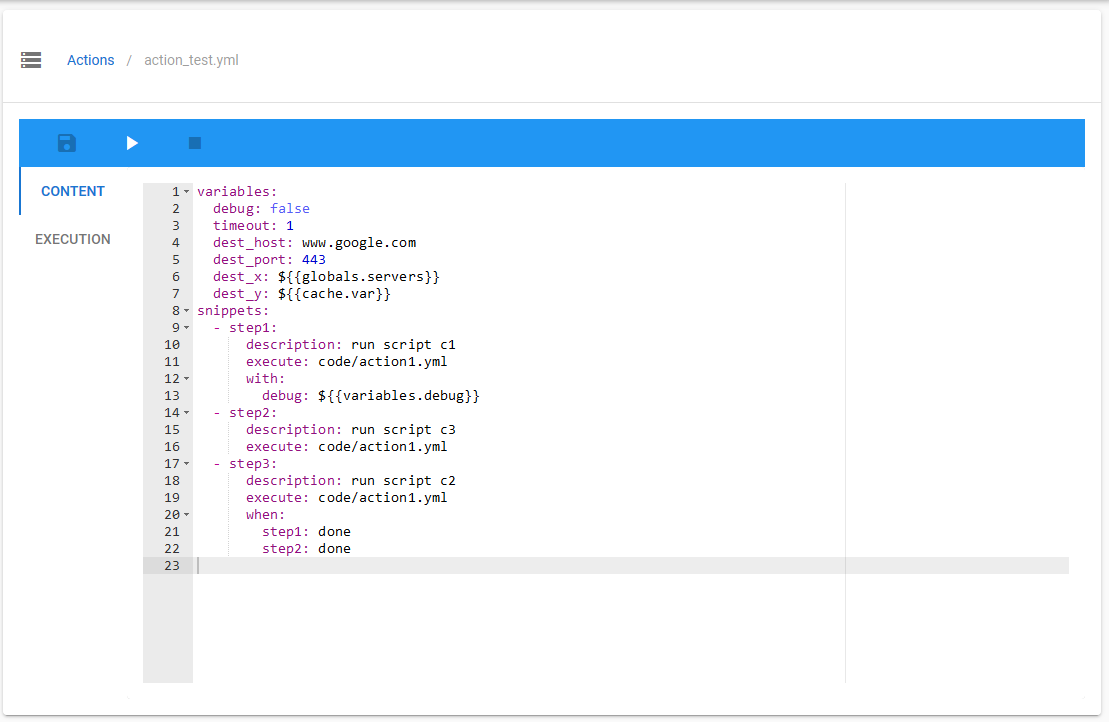 Actions / action_test.yml
CONTENT
EXECUTION
1 variables:
2   debug: false
3   timeout: 1
4   dest_host: www.google.com
5   dest_port: 443
6   dest_x: ${{globals.servers}}
7   dest_y: ${{cache.var}}
8 snippets:
9   - step1:
10       description: run script c1
11       execute: code/action1.yml
12       with:
13         debug: ${{variables.debug}}
14   - step2:
15       description: run script c3
16       execute: code/action1.yml
17   - step3:
18       description: run script c2
19       execute: code/action1.yml
20       when:
21         step1: done
22         step2: done
23